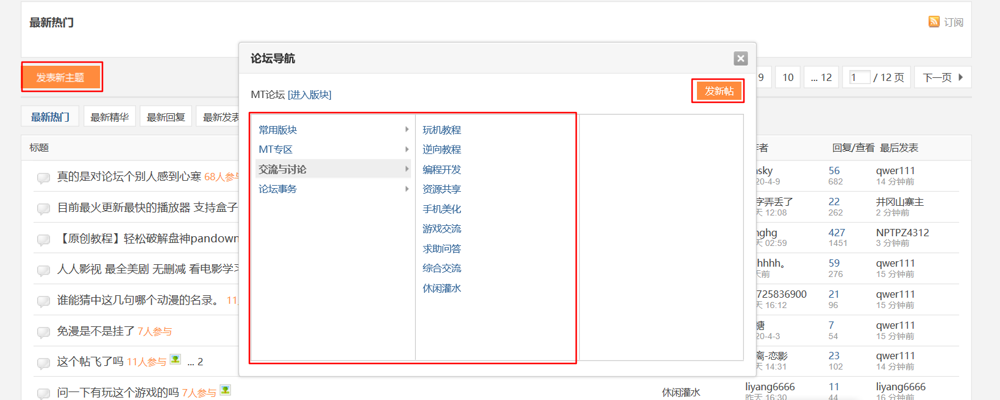 最新热门
订阅
论坛导航
发表新主题
9
10
... 12
1 / 12 页
下一页
MT论坛 [进入版块]
发新帖
最新热门
最新精华
最新回复
最新发表
常用版块
MT专区
交流与讨论
论坛事务
玩机教程
逆向教程
编程开发
资源共享
手机美化
游戏交流
求助问答
综合交流
休闲灌水
标题
者
回复/查看 最后发表
真的是对论坛个别人感到心寒 68人参与
sky
20-4-9
56
682
qwer111
14 分钟前
目前最火更新最快的播放器 支持盒子
字弄丢了
天 12:08
22
262
井冈山寨主
2 分钟前
【原创教程】轻松破解盘神pandown
nghg
天 02:59
427
1451
NPTPZ4312
3 分钟前
人人影视 最全美剧 无删减 看电影学习
hhhh。
天前
59
276
qwer111
15 分钟前
谁能猜中这几句哪个动漫的名录。 11人
725836900
天 16:12
21
96
qwer111
15 分钟前
免漫是不是挂了 7人参与
糖
20-4-3
7
54
qwer111
15 分钟前
这个帖飞了吗 11人参与 ... 2
离-恋影
天 14:31
23
102
qwer111
14 分钟前
问一下有玩这个游戏的吗 7人参与
休闲灌水
liyang6666
昨天 16:30
11
44
liyang6666
16 分钟前